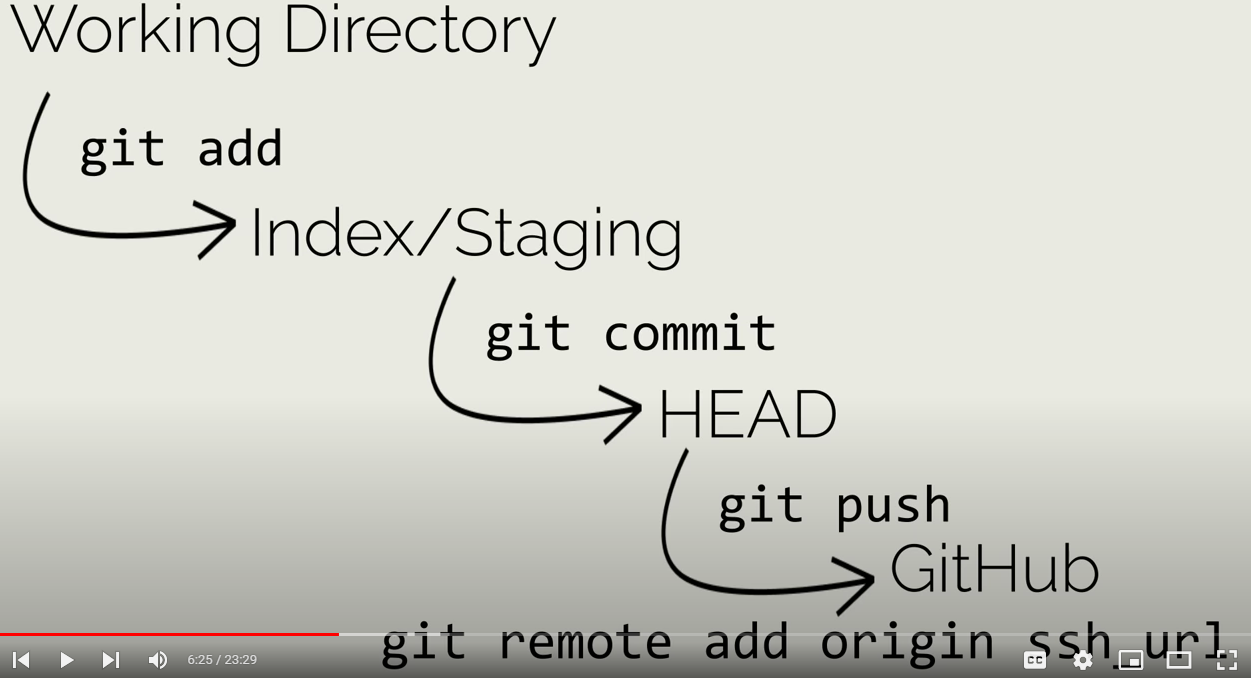 Working Directory
git add
Index/Staging
git commit
HEAD
git push
GitHub
git remote add origin ssh_url
6:25 / 23:29
CC